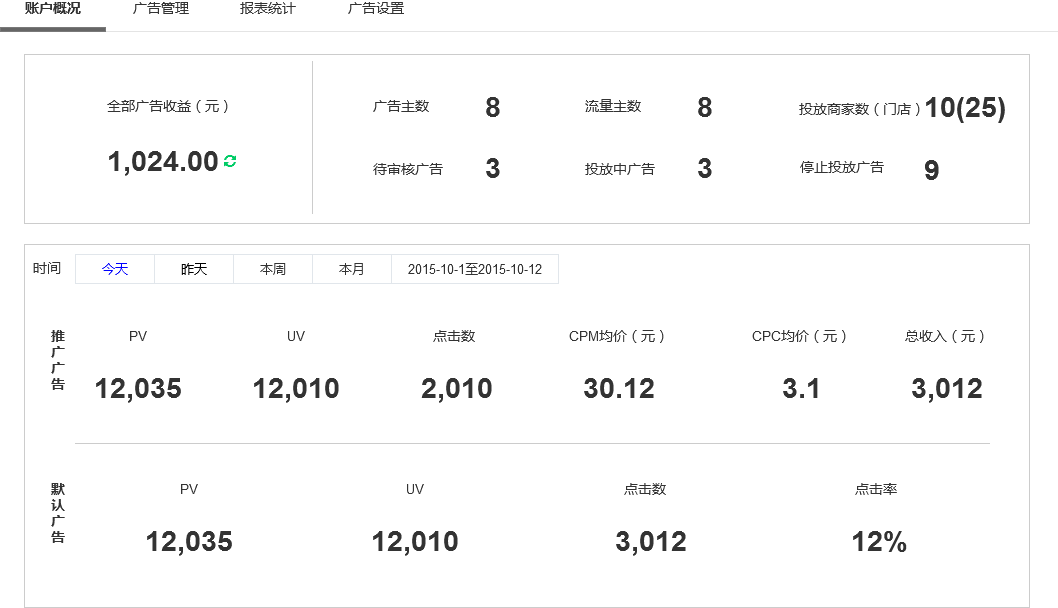 账户概况 广告管理 报表统计 广告设置
全部广告收益（元）
1,024.00
广告主数 8 流量主数 8 投放商家数（门店）10(25)
待审核广告 3 投放中广告 3 停止投放广告 9
时间 今天 昨天 本周 本月 2015-10-1至2015-10-12
推广广告
PV UV 点击数 CPM均价（元） CPC均价（元） 总收入（元）
12,035 12,010 2,010 30.12 3.1 3,012
默认广告
PV UV 点击数 点击率
12,035 12,010 3,012 12%